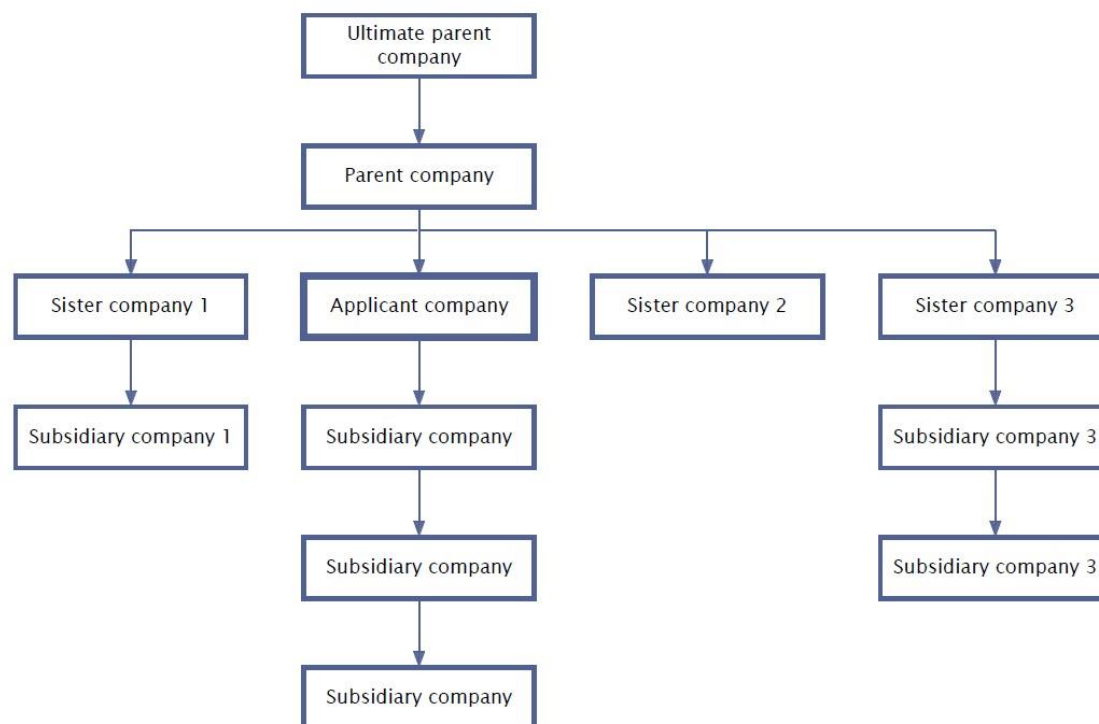 Ultimate parent
company
Parent company
Sister company 1
Applicant company
Sister company 2
Sister company 3
Subsidiary company 1
Subsidiary company
Subsidiary company 3
Subsidiary company
Subsidiary company 3
Subsidiary company